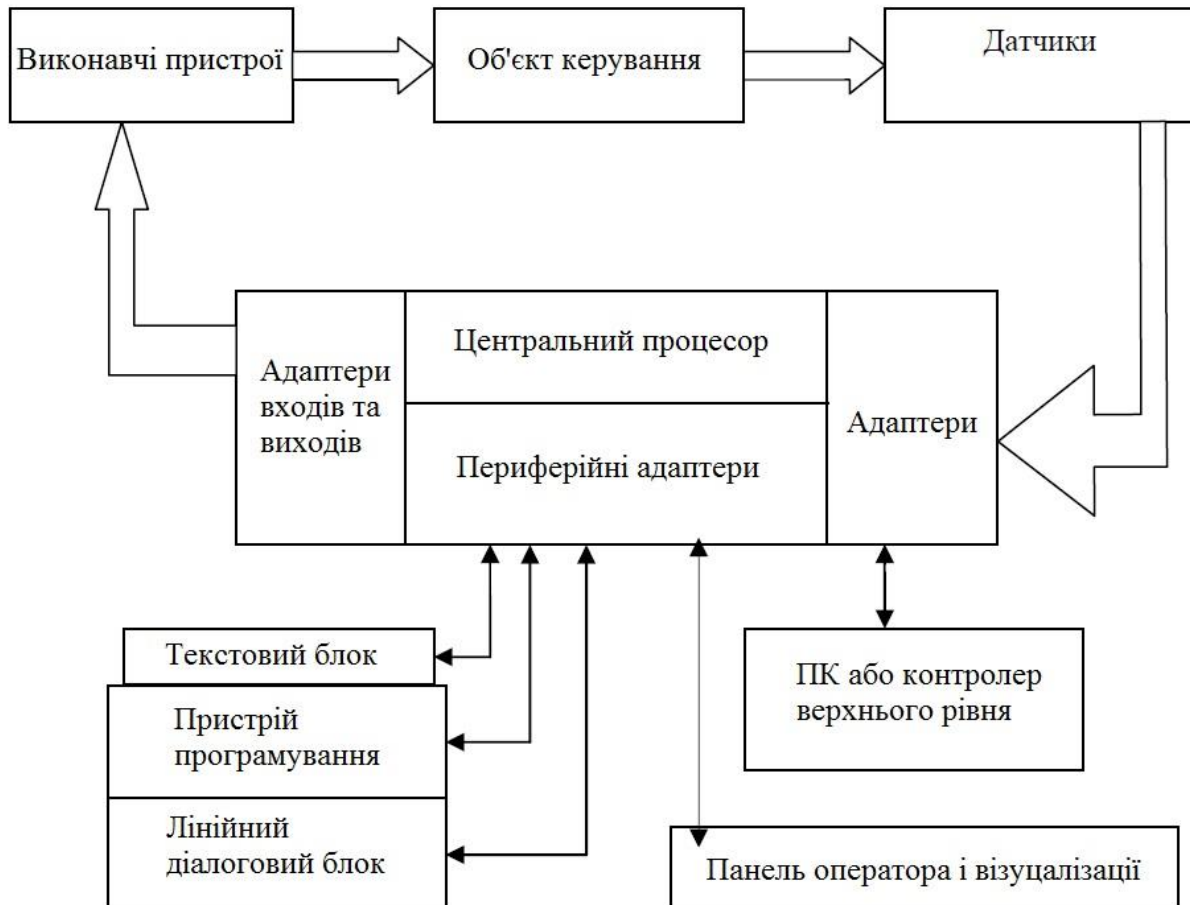 Виконавчі пристрої
Об'єкт керування
Датчики
Адаптери
входів та
виходів
Центральний процесор
Периферійні адаптери
Адаптери
Текстовий блок
Пристрій
програмування
Лінійний
діалоговий блок
ПК або контролер
верхнього рівня
Панель оператора і візуцалізації